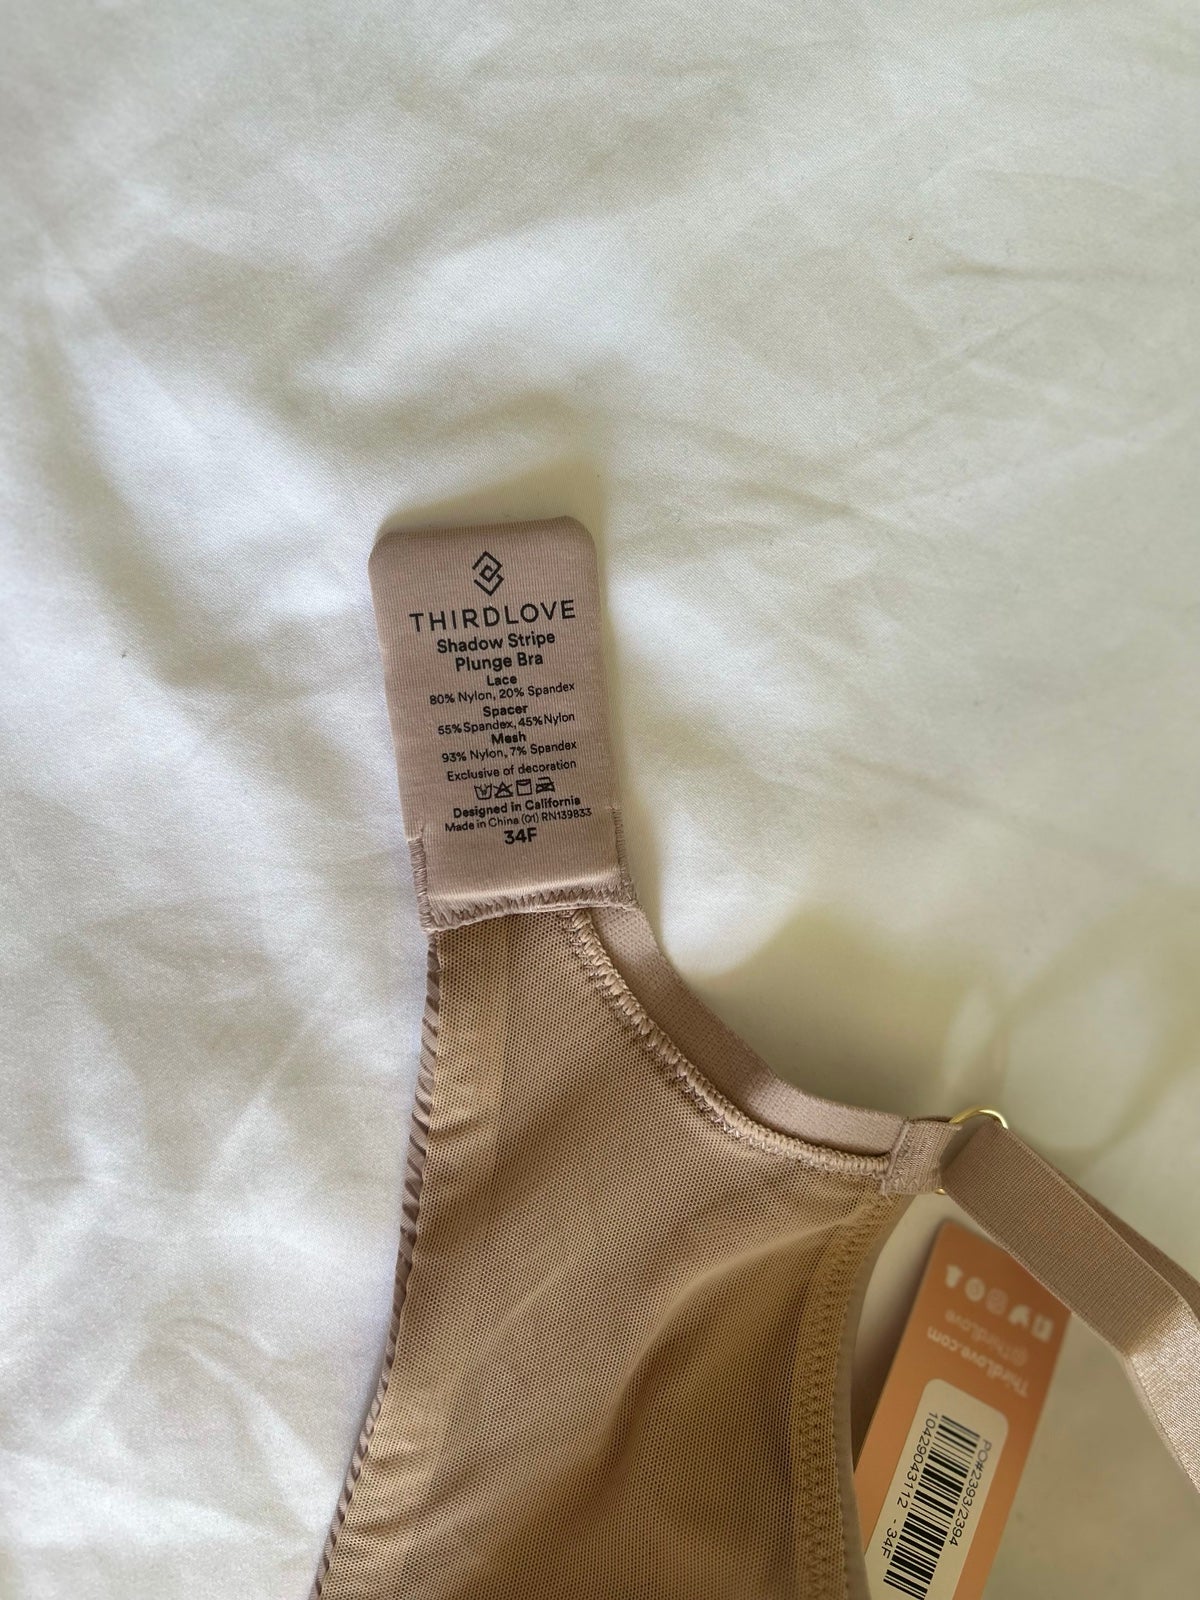 THIRDLOVE
Shadow Stripe
Plunge Bra
Lace
80% Nylon, 20% Spandex
Spacer
55% Spandex, 45% Nylon
Mesh
93% Nylon, 7% Spandex
Exclusive of decoration
Designed in California
Made in China (01) RN139833
34F
@ThirdLove
ThirdLove.com
PO#2393/2394
10429043112 - 34F